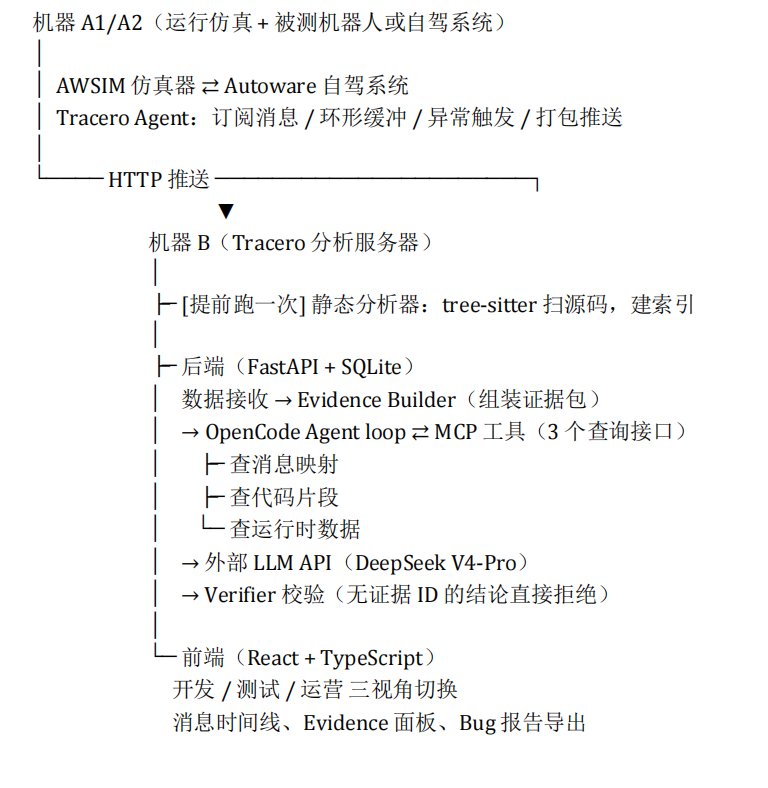 机器 A1/A2（运行仿真 + 被测机器人或自驾系统）
│
│ AWSIM 仿真器 ⇄ Autoware 自驾系统
│ Tracero Agent：订阅消息 / 环形缓冲 / 异常触发 / 打包推送
│
└──── HTTP 推送 ──────────────────────┐
▼
机器 B（Tracero 分析服务器）
│
├─ [提前跑一次] 静态分析器：tree-sitter 扫源码，建索引
│
├─ 后端（FastAPI + SQLite）
│ 数据接收 → Evidence Builder（组装证据包）
│ → OpenCode Agent loop ⇄ MCP 工具（3 个查询接口）
│ ├─ 查消息映射
│ ├─ 查代码片段
│ └─ 查运行时数据
│ → 外部 LLM API（DeepSeek V4-Pro）
│ → Verifier 校验（无证据 ID 的结论直接拒绝）
│
└─ 前端（React + TypeScript）
开发 / 测试 / 运营 三视角切换
消息时间线、Evidence 面板、Bug 报告导出